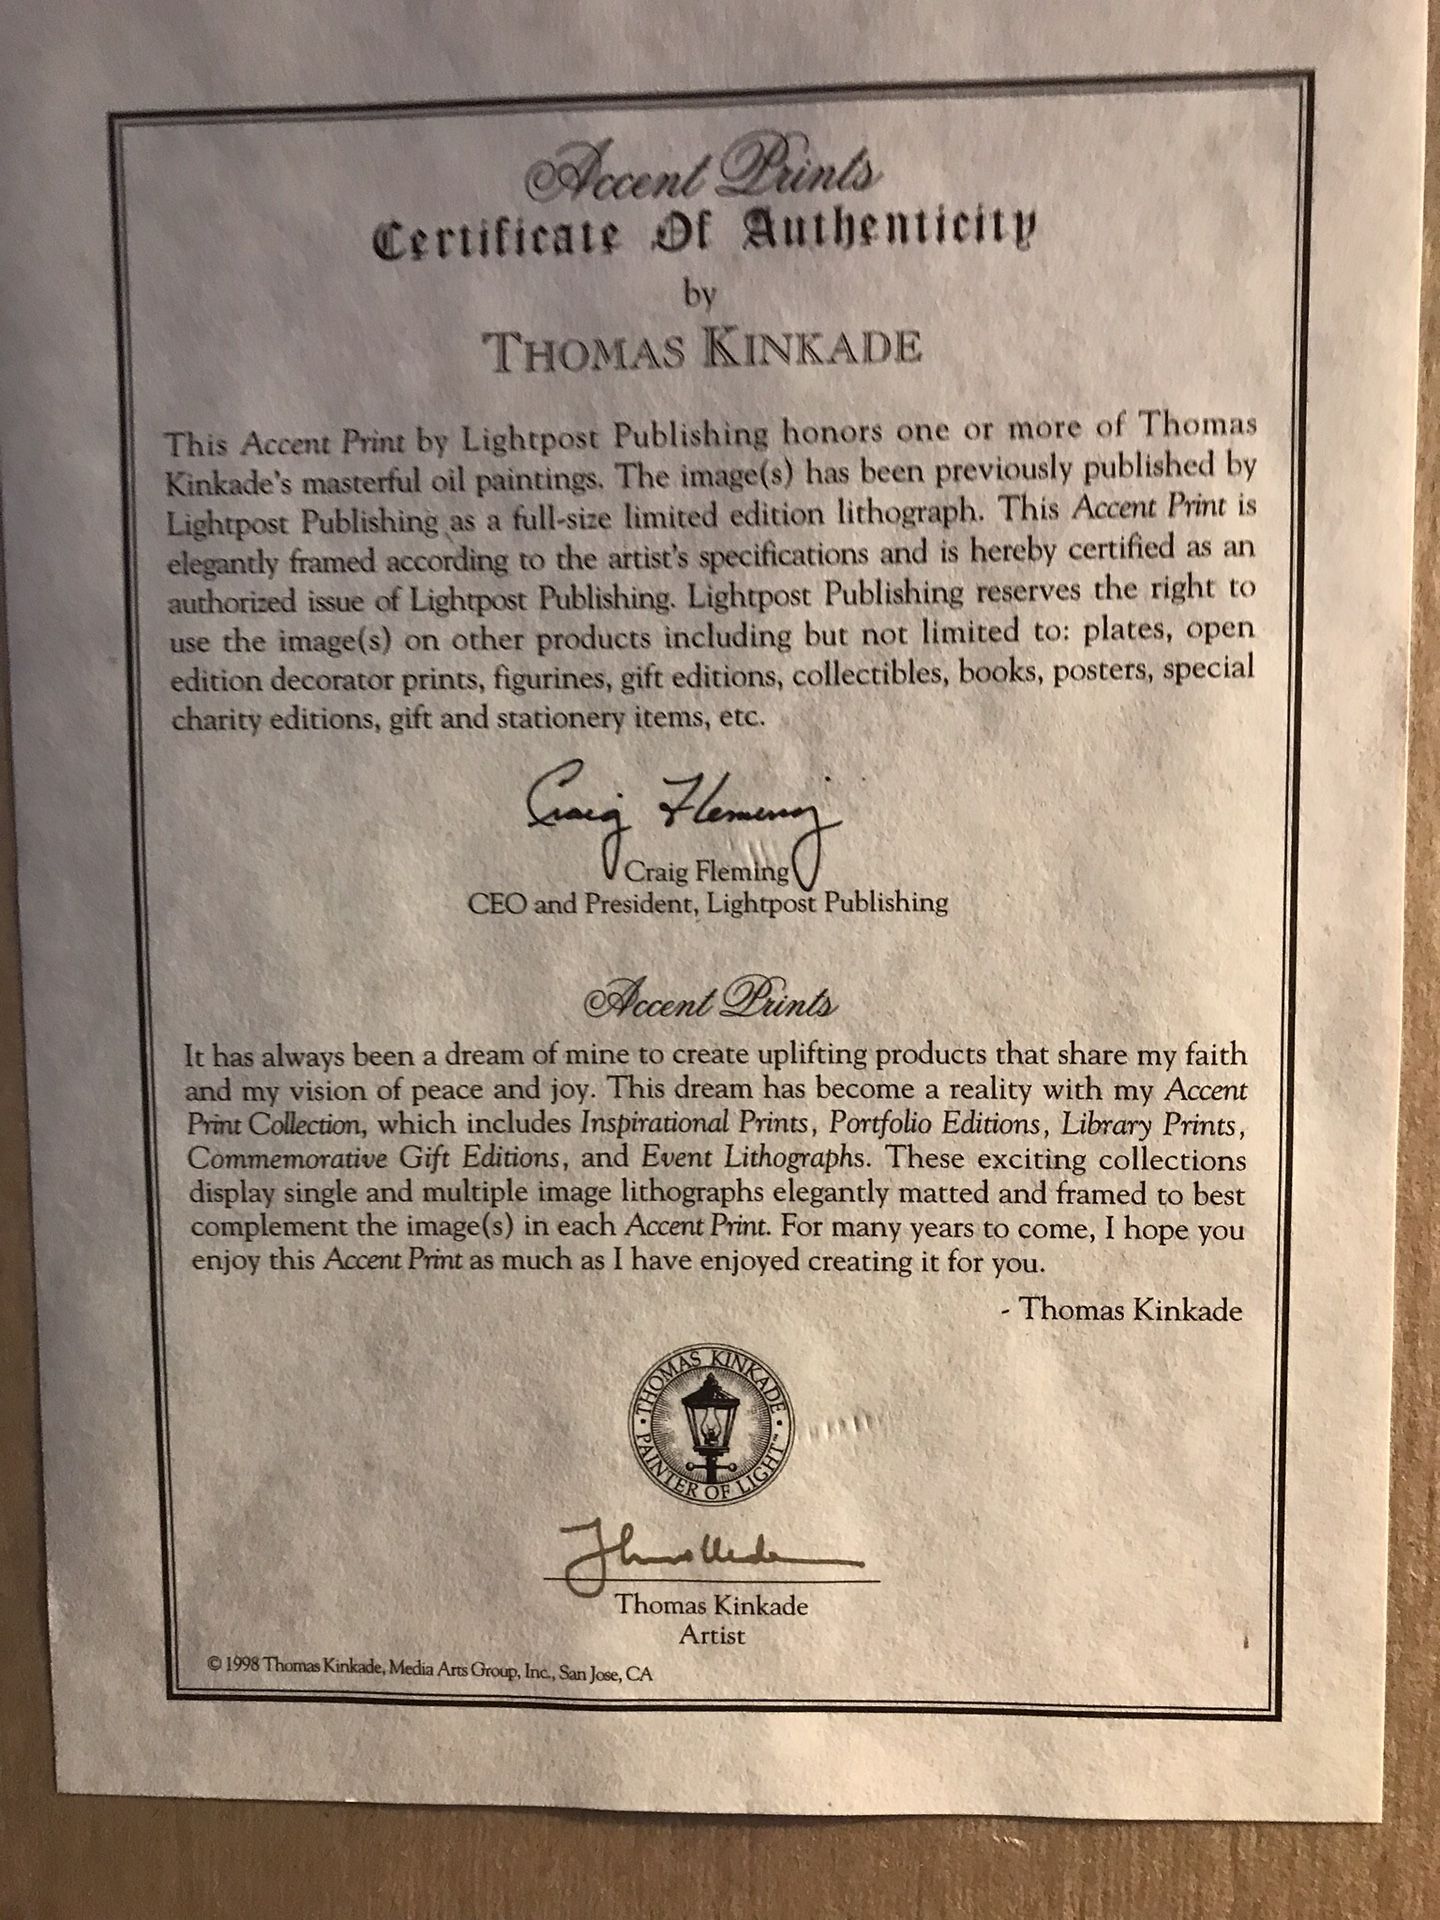 Accent Prints
Certificate Of Authenticity
by
THOMAS KINKADE
This Accent Print by Lightpost Publishing honors one or more of Thomas
Kinkade's masterful oil paintings. The image(s) has been previously published by
Lightpost Publishing as a full-size limited edition lithograph. This Accent Print is
elegantly framed according to the artist's specifications and is hereby certified as an
authorized issue of Lightpost Publishing. Lightpost Publishing reserves the right to
use the image(s) on other products including but not limited to: plates, open
edition decorator prints, figurines, gift editions, collectibles, books, posters, special
charity editions, gift and stationery items, etc.
Craig Fleming
Craig Fleming
CEO and President, Lightpost Publishing
Accent Prints
It has always been a dream of mine to create uplifting products that share my faith
and my vision of peace and joy. This dream has become a reality with my Accent
Print Collection, which includes Inspirational Prints, Portfolio Editions, Library Prints,
Commemorative Gift Editions, and Event Lithographs. These exciting collections
display single and multiple image lithographs elegantly matted and framed to best
complement the image(s) in each Accent Print. For many years to come, I hope you
enjoy this Accent Print as much as I have enjoyed creating it for you.
- Thomas Kinkade
• THOMAS KINKADE •
PAINTER OF LIGHT™
Thomas Kinkade
Artist
© 1998 Thomas Kinkade, Media Arts Group, Inc., San Jose, CA